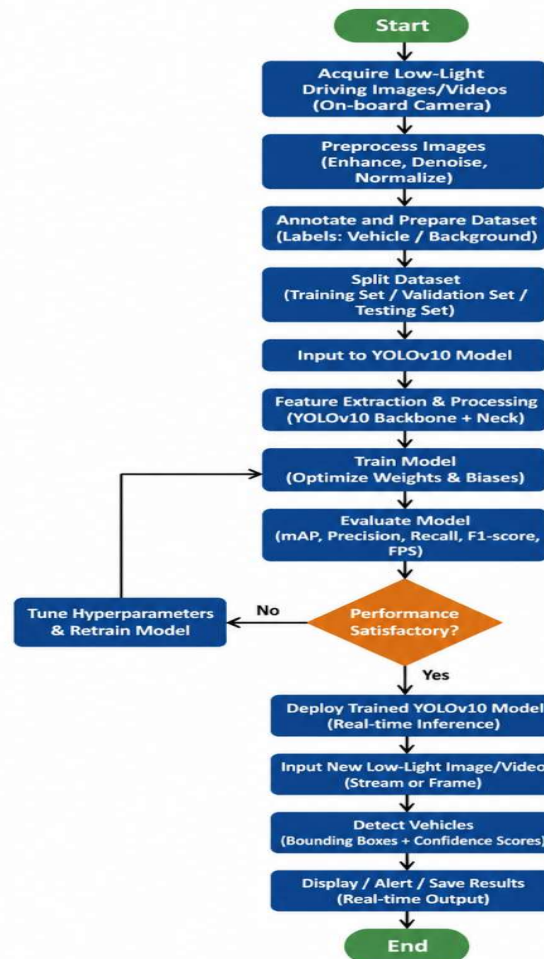 Start
Acquire Low-Light
Driving Images/Videos
(On-board Camera)
Preprocess Images
(Enhance, Denoise,
Normalize)
Annotate and Prepare Dataset
(Labels: Vehicle / Background)
Split Dataset
(Training Set / Validation Set /
Testing Set)
Input to YOLOv10 Model
Feature Extraction & Processing
(YOLOv10 Backbone + Neck)
Train Model
(Optimize Weights & Biases)
Evaluate Model
(mAP, Precision, Recall, F1-score,
FPS)
Performance
Satisfactory?
No
Tune Hyperparameters
& Retrain Model
Yes
Deploy Trained YOLOv10 Model
(Real-time Inference)
Input New Low-Light Image/Video
(Stream or Frame)
Detect Vehicles
(Bounding Boxes + Confidence Scores)
Display / Alert / Save Results
(Real-time Output)
End